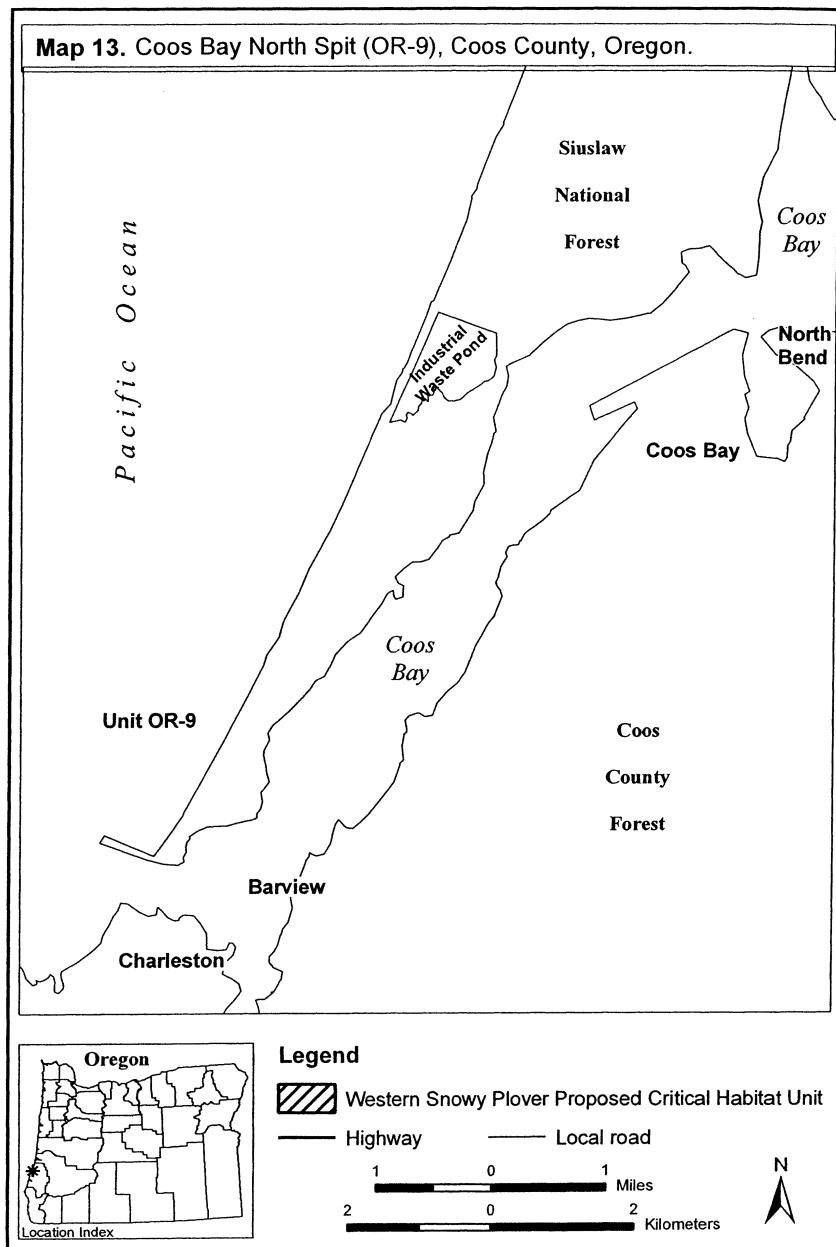 Map 13. Coos Bay North Spit (OR-9), Coos County, Oregon.
Siuslaw
National
Forest
Coos
Bay
Pacific Ocean
Industrial
Waste Pond
North
Bend
Coos Bay
Coos
Bay
Unit OR-9
Coos
County
Forest
Barview
Charleston
Oregon
Location Index
Legend
Western Snowy Plover Proposed Critical Habitat Unit
Highway
Local road
1 0 1
Miles
2 0 2
Kilometers
N